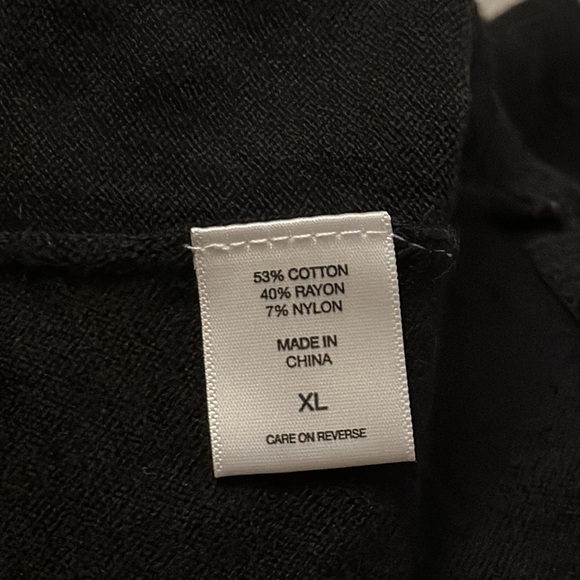 53% COTTON
40% RAYON
7% NYLON
MADE IN
CHINA
XL
CARE ON REVERSE